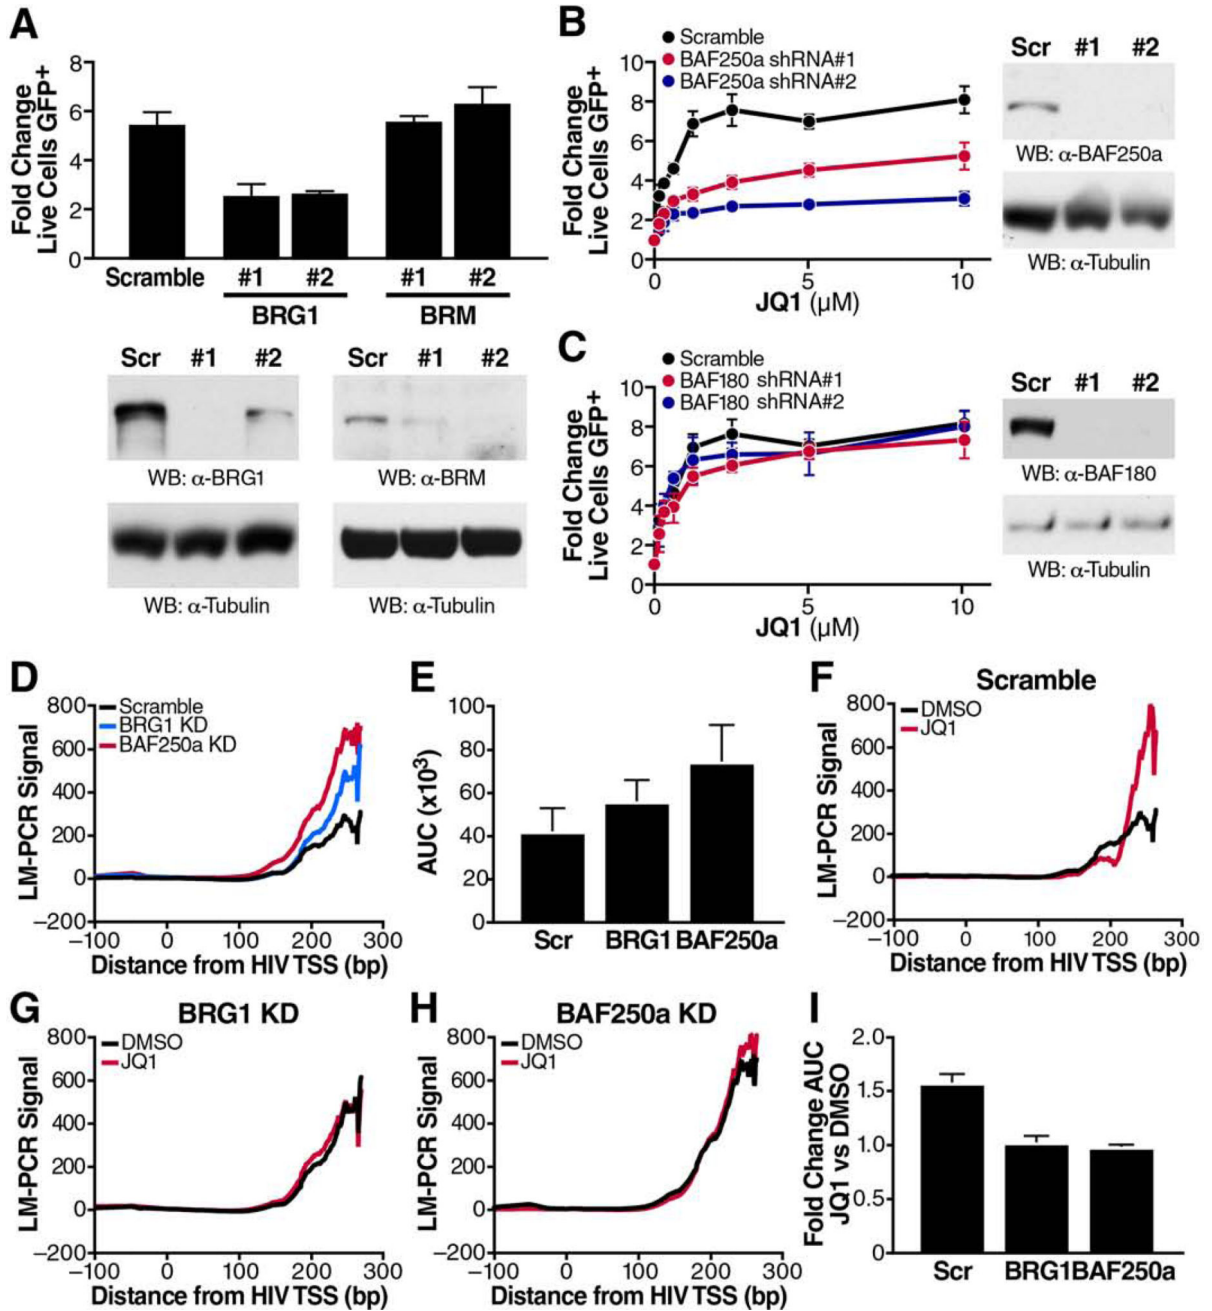 A
Fold Change
Live Cells GFP+
8
6
4
2
0
Scramble
#1
#2
#1
#2
BRG1
BRM
Scr #1 #2
WB: α-BRG1
WB: α-Tubulin
Scr #1 #2
WB: α-BRM
WB: α-Tubulin
B
Scramble
BAF250a shRNA#1
BAF250a shRNA#2
Fold Change
Live Cells GFP+
10
8
6
4
2
0
0 5 10
JQ1 (μM)
Scr #1 #2
WB: α-BAF250a
WB: α-Tubulin
C
Scramble
BAF180 shRNA#1
BAF180 shRNA#2
Fold Change
Live Cells GFP+
10
8
6
4
2
0
0 5 10
JQ1 (μM)
Scr #1 #2
WB: α-BAF180
WB: α-Tubulin
D
Scramble
BRG1 KD
BAF250a KD
LM-PCR Signal
800
600
400
200
0
−200
−100 0 100 200 300
Distance from HIV TSS (bp)
E
AUC (x10³)
100
80
60
40
20
0
Scr BRG1 BAF250a
F
Scramble
DMSO
JQ1
LM-PCR Signal
800
600
400
200
0
−200
−100 0 100 200 300
Distance from HIV TSS (bp)
G
BRG1 KD
DMSO
JQ1
LM-PCR Signal
800
600
400
200
0
−200
−100 0 100 200 300
Distance from HIV TSS (bp)
H
BAF250a KD
DMSO
JQ1
LM-PCR Signal
800
600
400
200
0
−200
−100 0 100 200 300
Distance from HIV TSS (bp)
I
Fold Change AUC
JQ1 vs DMSO
2.0
1.5
1.0
0.5
0
Scr BRG1 BAF250a